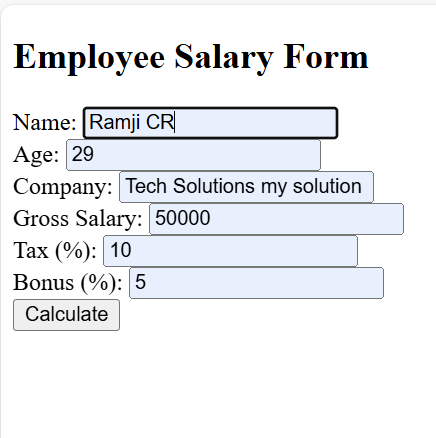 Employee Salary Form
Name: Ramji CR
Age: 29
Company: Tech Solutions my solution
Gross Salary: 50000
Tax (%): 10
Bonus (%): 5
Calculate